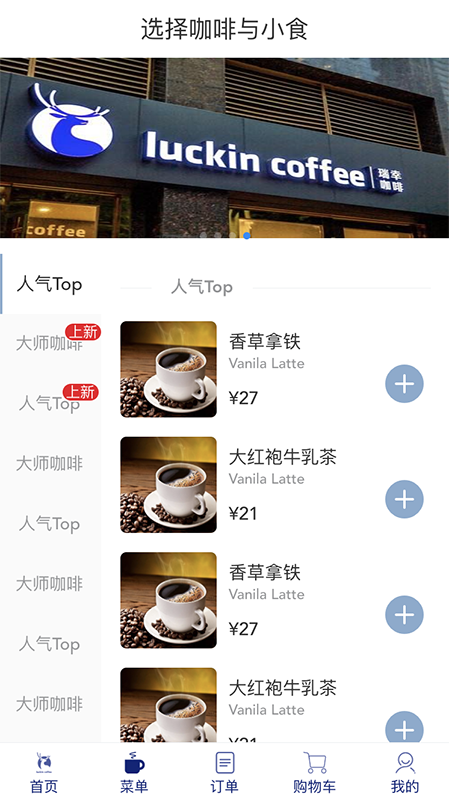 选择咖啡与小食
luckin coffee
瑞幸
咖啡
coffee
人气Top
大师咖啡
上新
人气Top
上新
大师咖啡
人气Top
大师咖啡
人气Top
大师咖啡
人气Top
香草拿铁
Vanila Latte
¥27
大红袍牛乳茶
Vanila Latte
¥21
香草拿铁
Vanila Latte
¥27
大红袍牛乳茶
Vanila Latte
首页
菜单
订单
购物车
我的